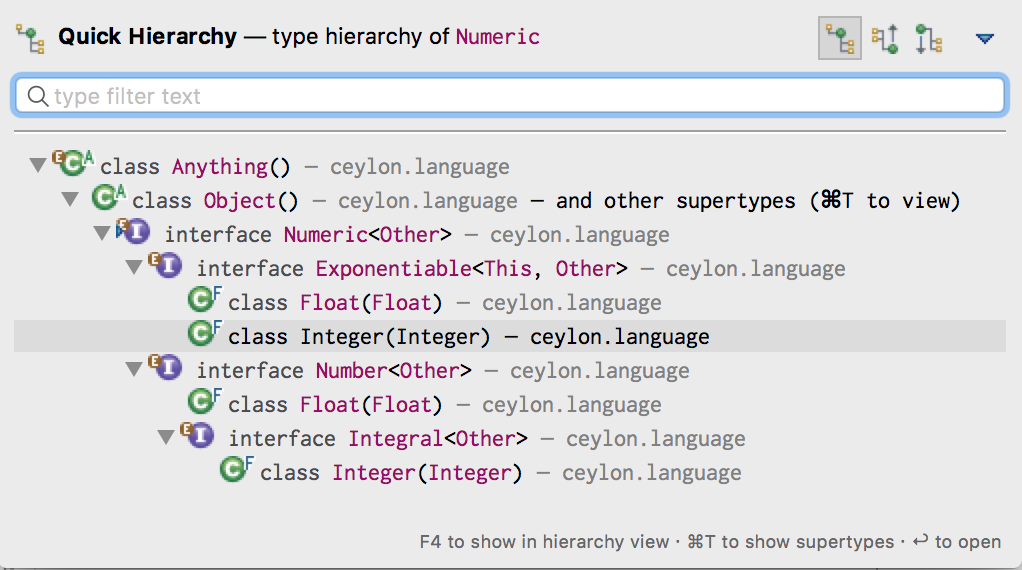 Quick Hierarchy — type hierarchy of Numeric
type filter text
class Anything() — ceylon.language
class Object() — ceylon.language — and other supertypes (⌘T to view)
interface Numeric<Other> — ceylon.language
interface Exponentiable<This, Other> — ceylon.language
class Float(Float) — ceylon.language
class Integer(Integer) — ceylon.language
interface Number<Other> — ceylon.language
class Float(Float) — ceylon.language
interface Integral<Other> — ceylon.language
class Integer(Integer) — ceylon.language
F4 to show in hierarchy view · ⌘T to show supertypes · ↩ to open